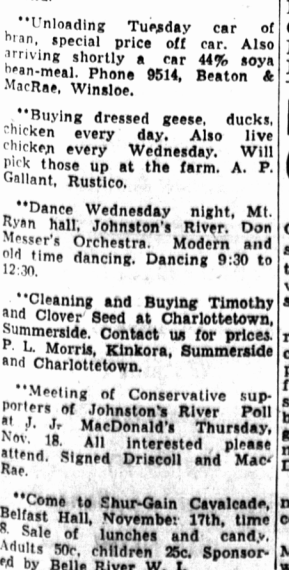 "Unloading Tuesday car of
bran, special price off car. Also
arriving shortly a car 44% soya
bean-meal. Phone 9514, Beaton &
MacRae, Winsloe.
"Buying dressed geese, ducks,
chicken every day. Also live
chicken every Wednesday. Will
pick those up at the farm. A. P.
Gallant, Rustico.
"Dance Wednesday night, Mt.
Ryan hall, Johnston's River. Don
Messer's Orchestra. Modern and
old time dancing. Dancing 9:30 to
12:30.
"Cleaning and Buying Timothy
and Clover Seed at Charlottetown,
Summerside. Contact us for prices.
P. L. Morris, Kinkora, Summerside
and Charlottetown.
"Meeting of Conservative sup-
porters of Johnston's River Poll
at J. Jr MacDonald's Thursday,
Nov. 18. All interested please
attend. Signed Driscoll and Mac-
Rae.
"Come to Shur-Gain Cavalcade,
Belfast Hall, November 17th, time
8. Sale of lunches and candy.
Adults 50c, children 25c. Sponsor-
ed by Belle River W. I.